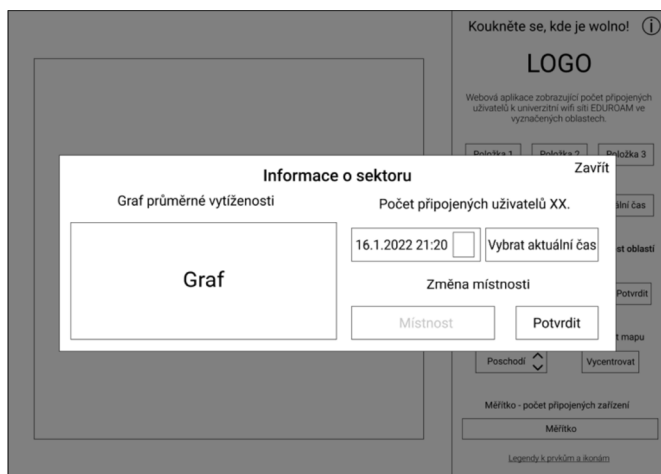 Koukněte se, kde je wolno! i
LOGO
Webová aplikace zobrazující počet připojených
uživatelů k univerzitní wifi síti EDUROAM ve
vyznačených oblastech.
Položka 1 Položka 2 Položka 3
Zavřít
Informace o sektoru
Graf průměrné vytíženosti
Počet připojených uživatelů XX.
ální čas
16.1.2022 21:20 Vybrat aktuální čas
st oblastí
Graf
Změna místnosti
Potvrdit
Místnost Potvrdit
t mapu
Poschodí Vycentrovat
Měřítko - počet připojených zařízení
Měřítko
Legendy k prvkům a ikonám